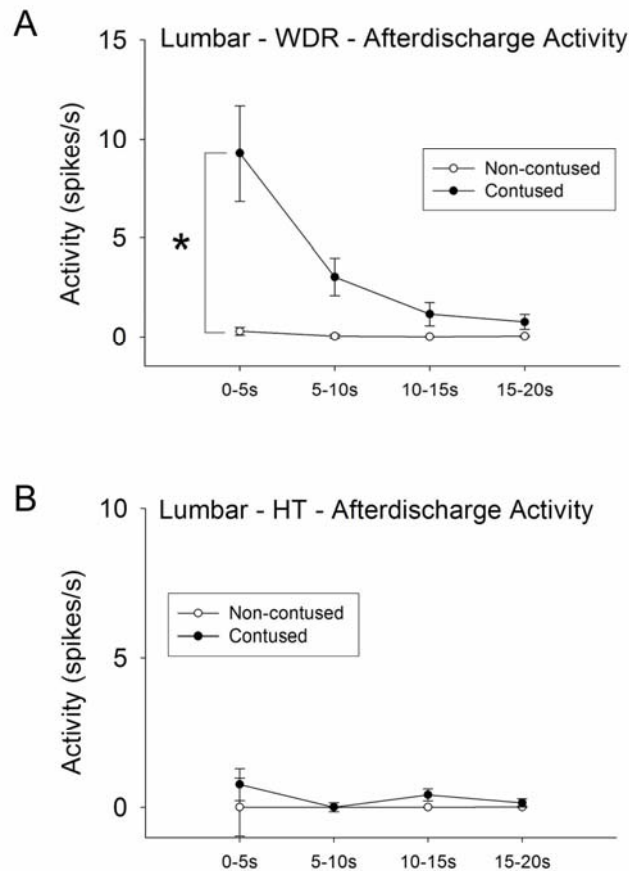 A
Lumbar - WDR - Afterdischarge Activity
15
10
5
0
Activity (spikes/s)
Non-contused
Contused
*
0-5s 5-10s 10-15s 15-20s
B
Lumbar - HT - Afterdischarge Activity
10
5
0
Activity (spikes/s)
Non-contused
Contused
0-5s 5-10s 10-15s 15-20s